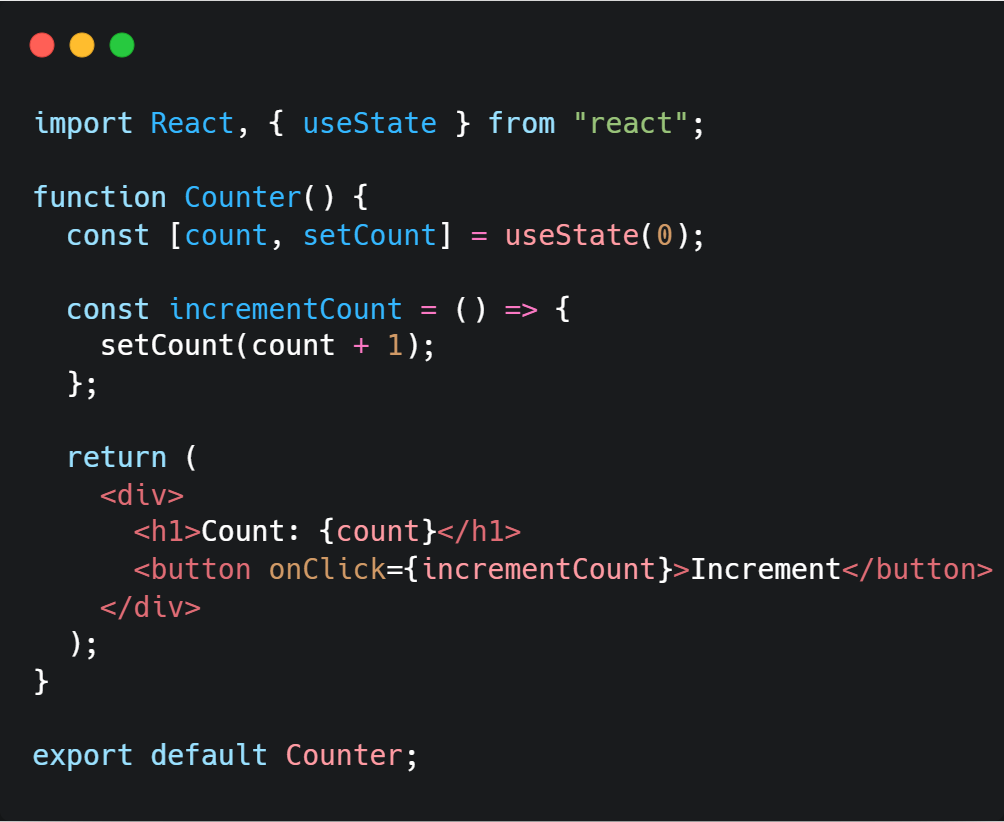 import React, { useState } from "react";

function Counter() {
  const [count, setCount] = useState(0);

  const incrementCount = () => {
    setCount(count + 1);
  };

  return (
    <div>
      <h1>Count: {count}</h1>
      <button onClick={incrementCount}>Increment</button>
    </div>
  );
}

export default Counter;